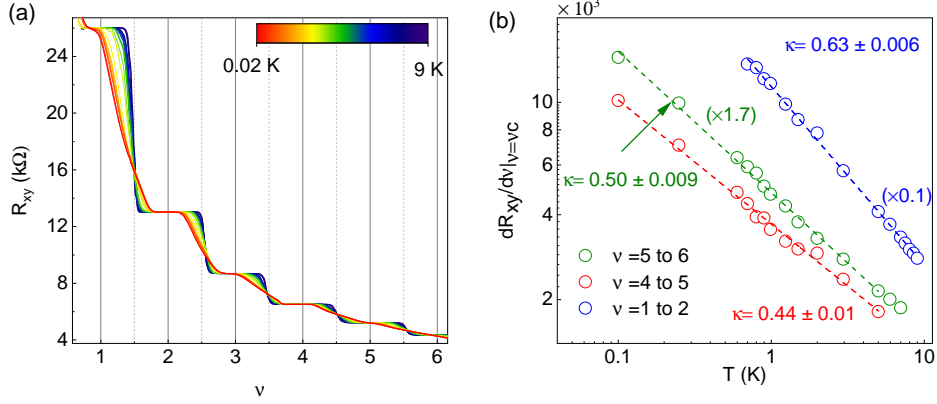 (a)
26
24
20
16
12
8
4
R_xy (kΩ)
0.02 K
9 K
1 2 3 4 5 6
ν
(b)
×10³
10
8
6
4
2
dR_xy/dν|ν=νc
κ= 0.63 ± 0.006
(×1.7)
κ= 0.50 ± 0.009
(×0.1)
ν =5 to 6
ν =4 to 5
ν =1 to 2
κ= 0.44 ± 0.01
0.1 1 10
T (K)